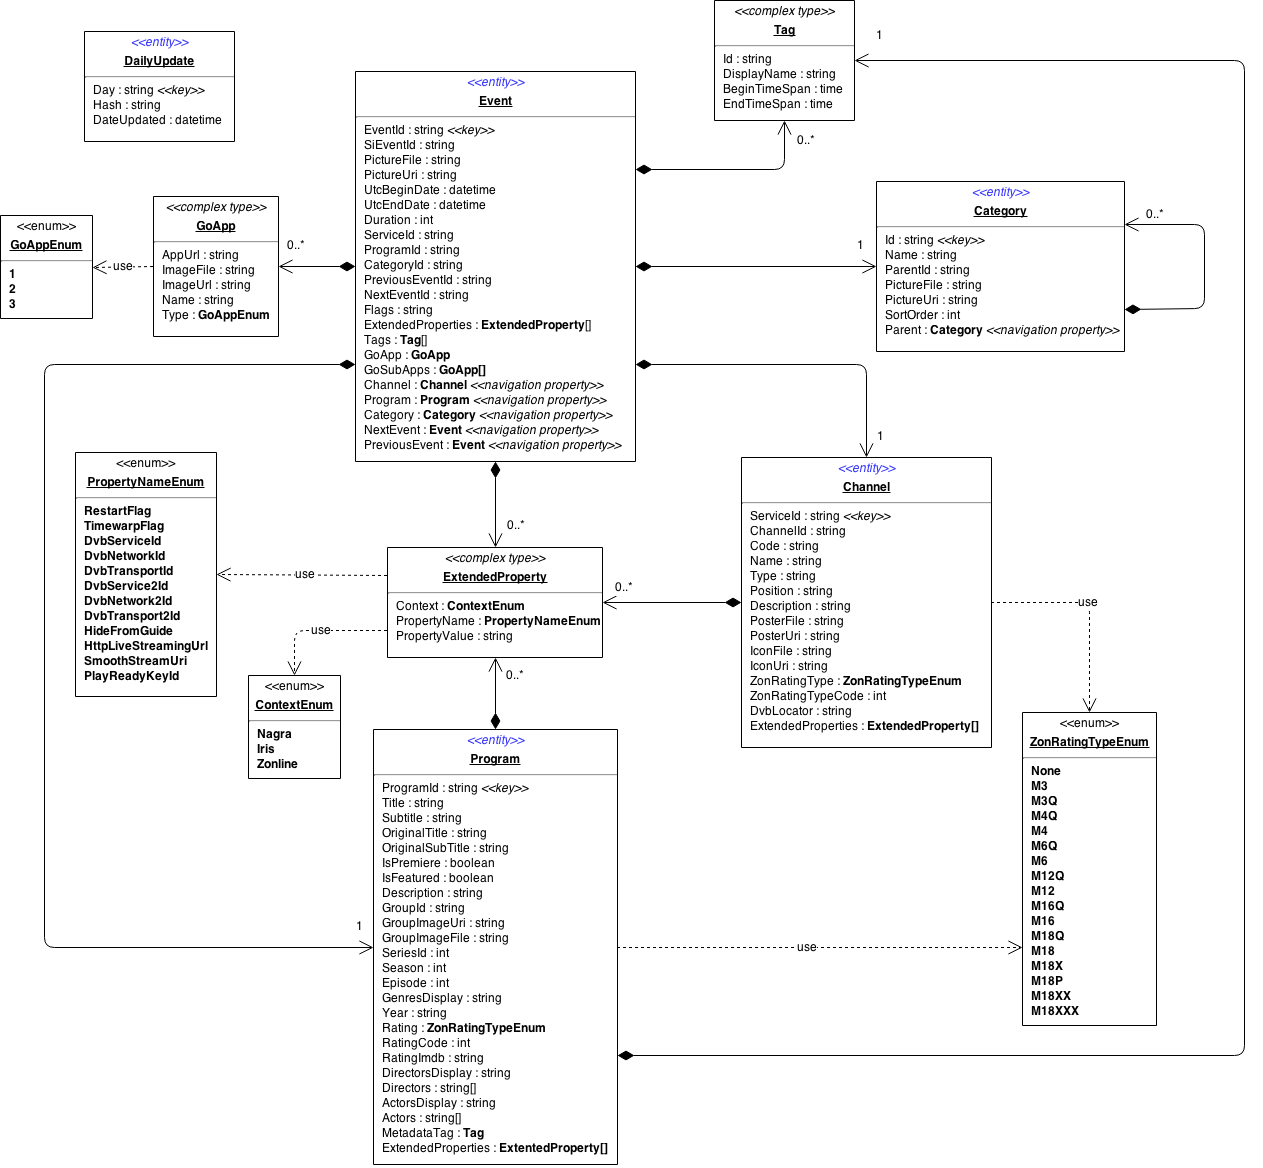 <<complex type>>
Tag
Id : string
DisplayName : string
BeginTimeSpan : time
EndTimeSpan : time
1
0..*
<<entity>>
DailyUpdate
Day : string <<key>>
Hash : string
DateUpdated : datetime
<<entity>>
Event
EventId : string <<key>>
SiEventId : string
PictureFile : string
PictureUri : string
UtcBeginDate : datetime
UtcEndDate : datetime
Duration : int
ServiceId : string
ProgramId : string
CategoryId : string
PreviousEventId : string
NextEventId : string
Flags : string
ExtendedProperties : ExtendedProperty[]
Tags : Tag[]
GoApp : GoApp
GoSubApps : GoApp[]
Channel : Channel <<navigation property>>
Program : Program <<navigation property>>
Category : Category <<navigation property>>
NextEvent : Event <<navigation property>>
PreviousEvent : Event <<navigation property>>
<<enum>>
GoAppEnum
1
2
3
use
<<complex type>>
GoApp
AppUrl : string
ImageFile : string
ImageUrl : string
Name : string
Type : GoAppEnum
0..*
1
<<entity>>
Category
Id : string <<key>>
Name : string
ParentId : string
PictureFile : string
PictureUri : string
SortOrder : int
Parent : Category <<navigation property>>
0..*
1
<<enum>>
PropertyNameEnum
RestartFlag
TimewarpFlag
DvbServiceId
DvbNetworkId
DvbTransportId
DvbService2Id
DvbNetwork2Id
DvbTransport2Id
HideFromGuide
HttpLiveStreamingUrl
SmoothStreamUri
PlayReadyKeyId
use
0..*
<<complex type>>
ExtendedProperty
Context : ContextEnum
PropertyName : PropertyNameEnum
PropertyValue : string
0..*
<<entity>>
Channel
ServiceId : string <<key>>
ChannelId : string
Code : string
Name : string
Type : string
Position : string
Description : string
PosterFile : string
PosterUri : string
IconFile : string
IconUri : string
ZonRatingType : ZonRatingTypeEnum
ZonRatingTypeCode : int
DvbLocator : string
ExtendedProperties : ExtendedProperty[]
use
use
<<enum>>
ContextEnum
Nagra
Iris
Zonline
0..*
<<entity>>
Program
ProgramId : string <<key>>
Title : string
Subtitle : string
OriginalTitle : string
OriginalSubTitle : string
IsPremiere : boolean
IsFeatured : boolean
Description : string
GroupId : string
GroupImageUri : string
GroupImageFile : string
SeriesId : int
Season : int
Episode : int
GenresDisplay : string
Year : string
Rating : ZonRatingTypeEnum
RatingCode : int
RatingImdb : string
DirectorsDisplay : string
Directors : string[]
ActorsDisplay : string
Actors : string[]
MetadataTag : Tag
ExtendedProperties : ExtentedProperty[]
1
use
<<enum>>
ZonRatingTypeEnum
None
M3
M3Q
M4Q
M4
M6Q
M6
M12Q
M12
M16Q
M16
M18Q
M18
M18X
M18P
M18XX
M18XXX